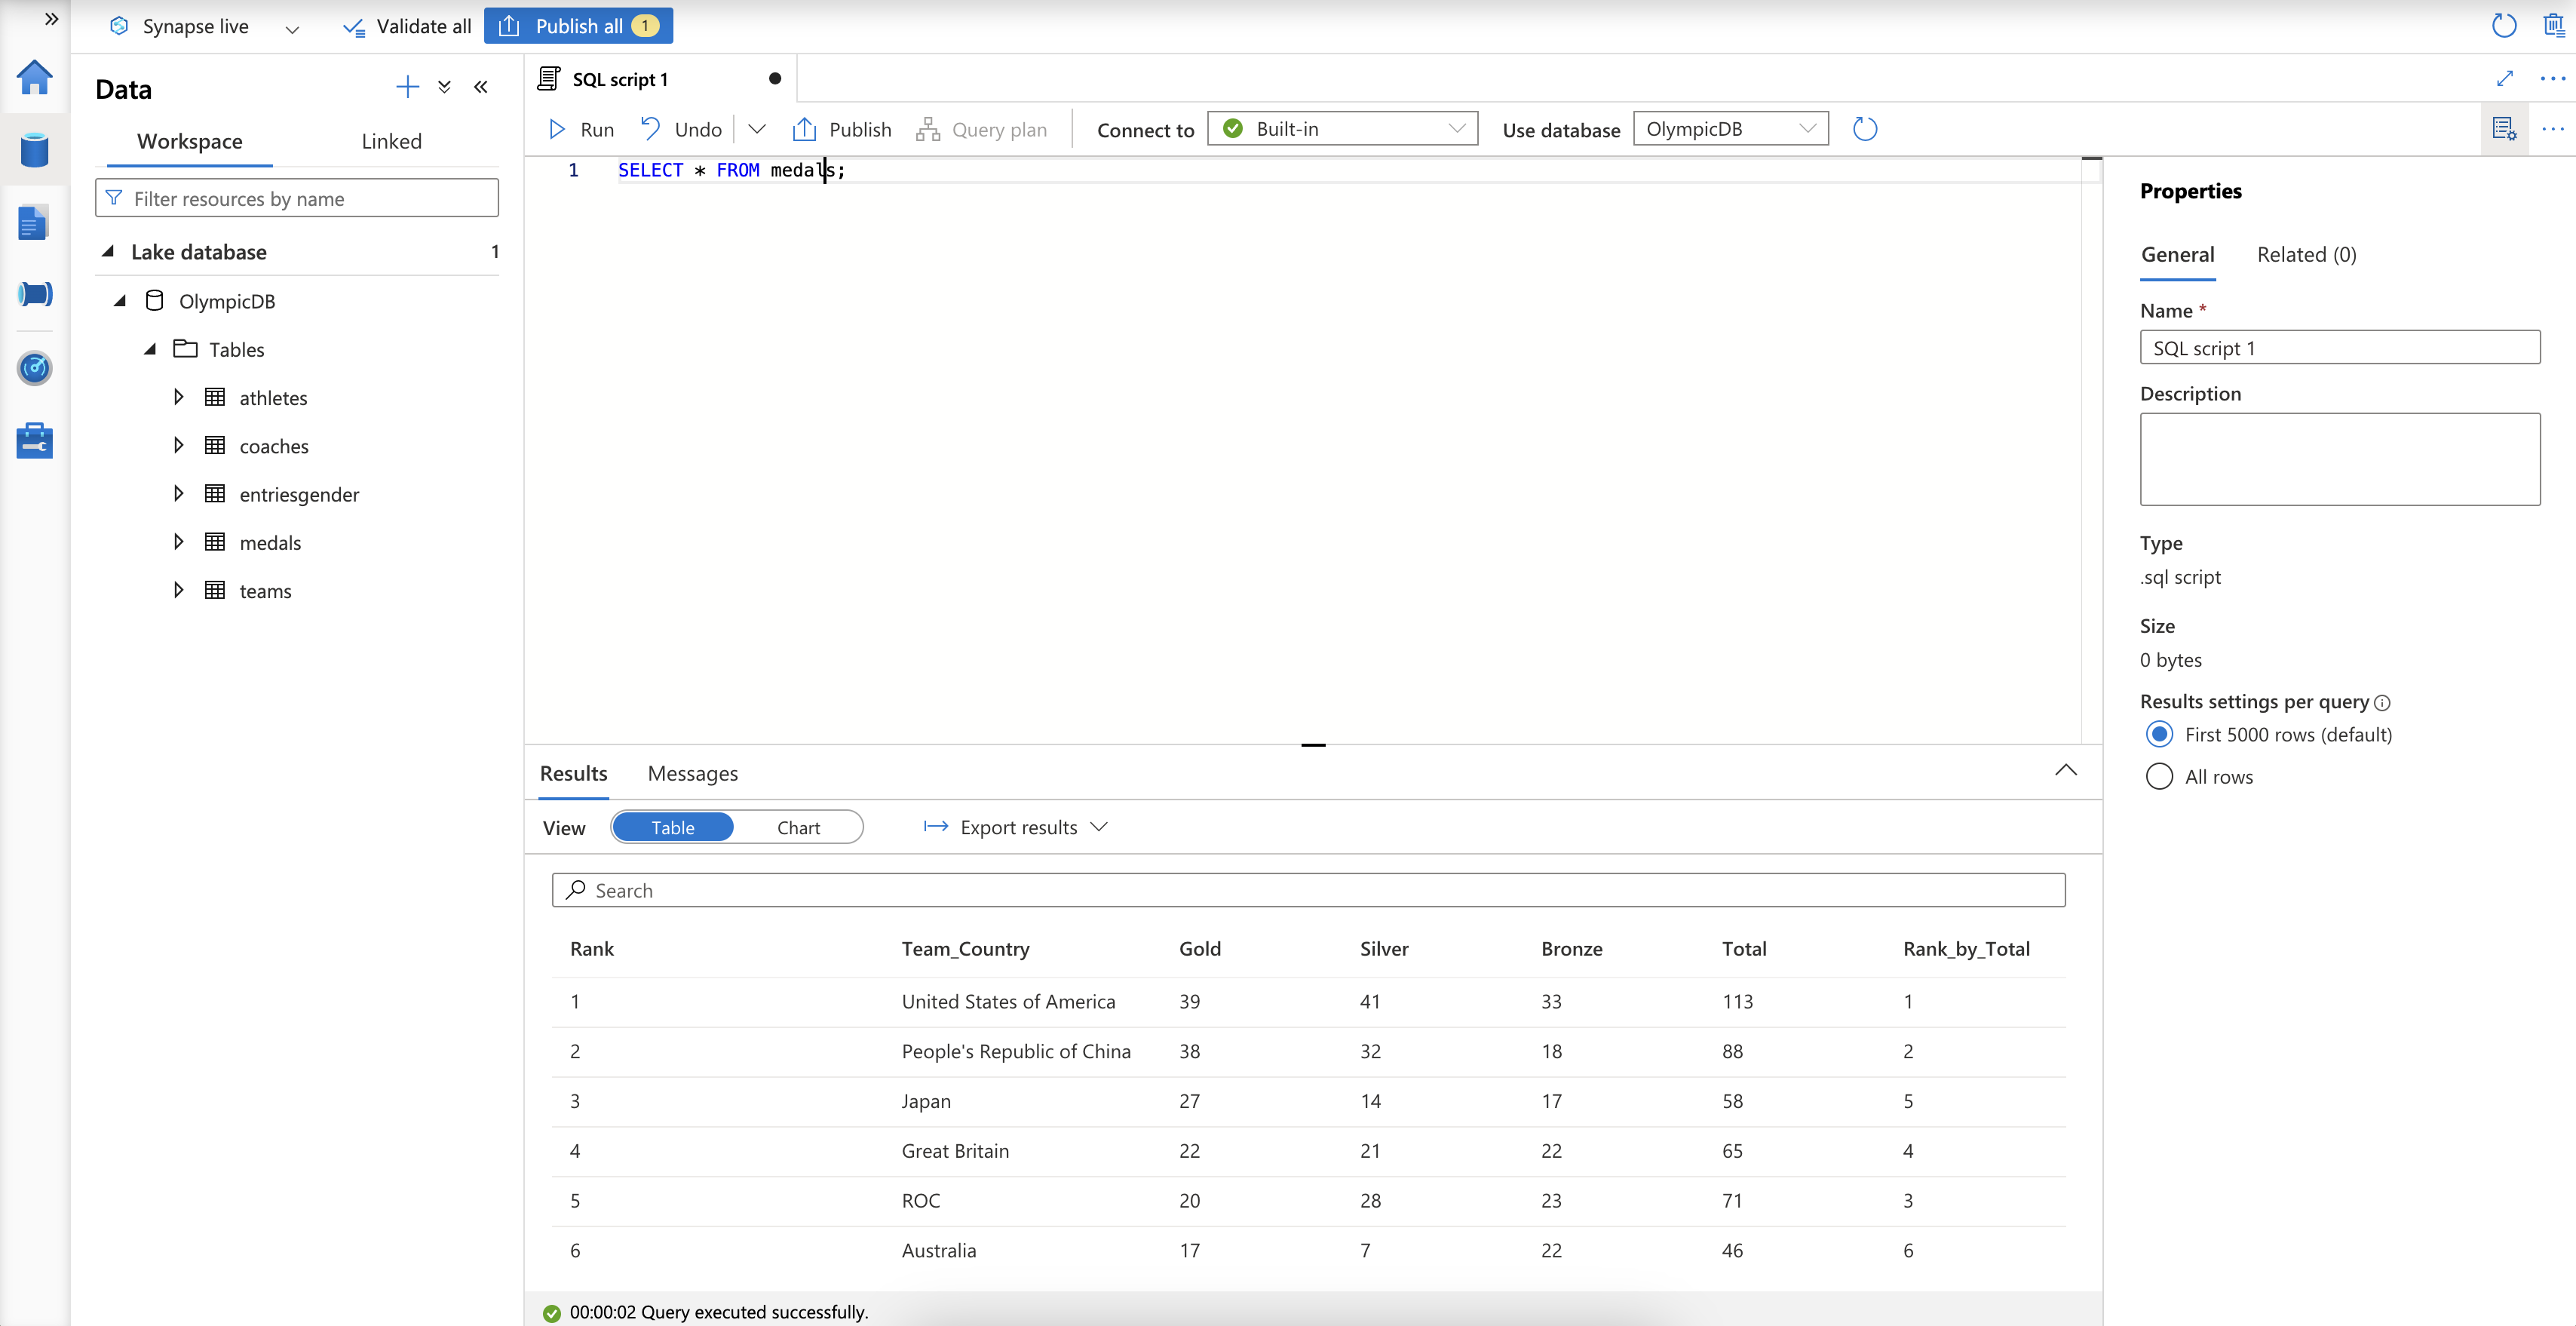 Synapse live Validate all Publish all 1
Data
Workspace Linked
Filter resources by name
Lake database 1
OlympicDB
Tables
athletes
coaches
entriesgender
medals
teams
SQL script 1
Run Undo Publish Query plan Connect to Built-in Use database OlympicDB
1 SELECT * FROM medals;
Results Messages
View Table Chart Export results
Search
Rank Team_Country Gold Silver Bronze Total Rank_by_Total
1 United States of America 39 41 33 113 1
2 People's Republic of China 38 32 18 88 2
3 Japan 27 14 17 58 5
4 Great Britain 22 21 22 65 4
5 ROC 20 28 23 71 3
6 Australia 17 7 22 46 6
00:00:02 Query executed successfully.
Properties
General Related (0)
Name *
SQL script 1
Description
Type
.sql script
Size
0 bytes
Results settings per query
First 5000 rows (default)
All rows